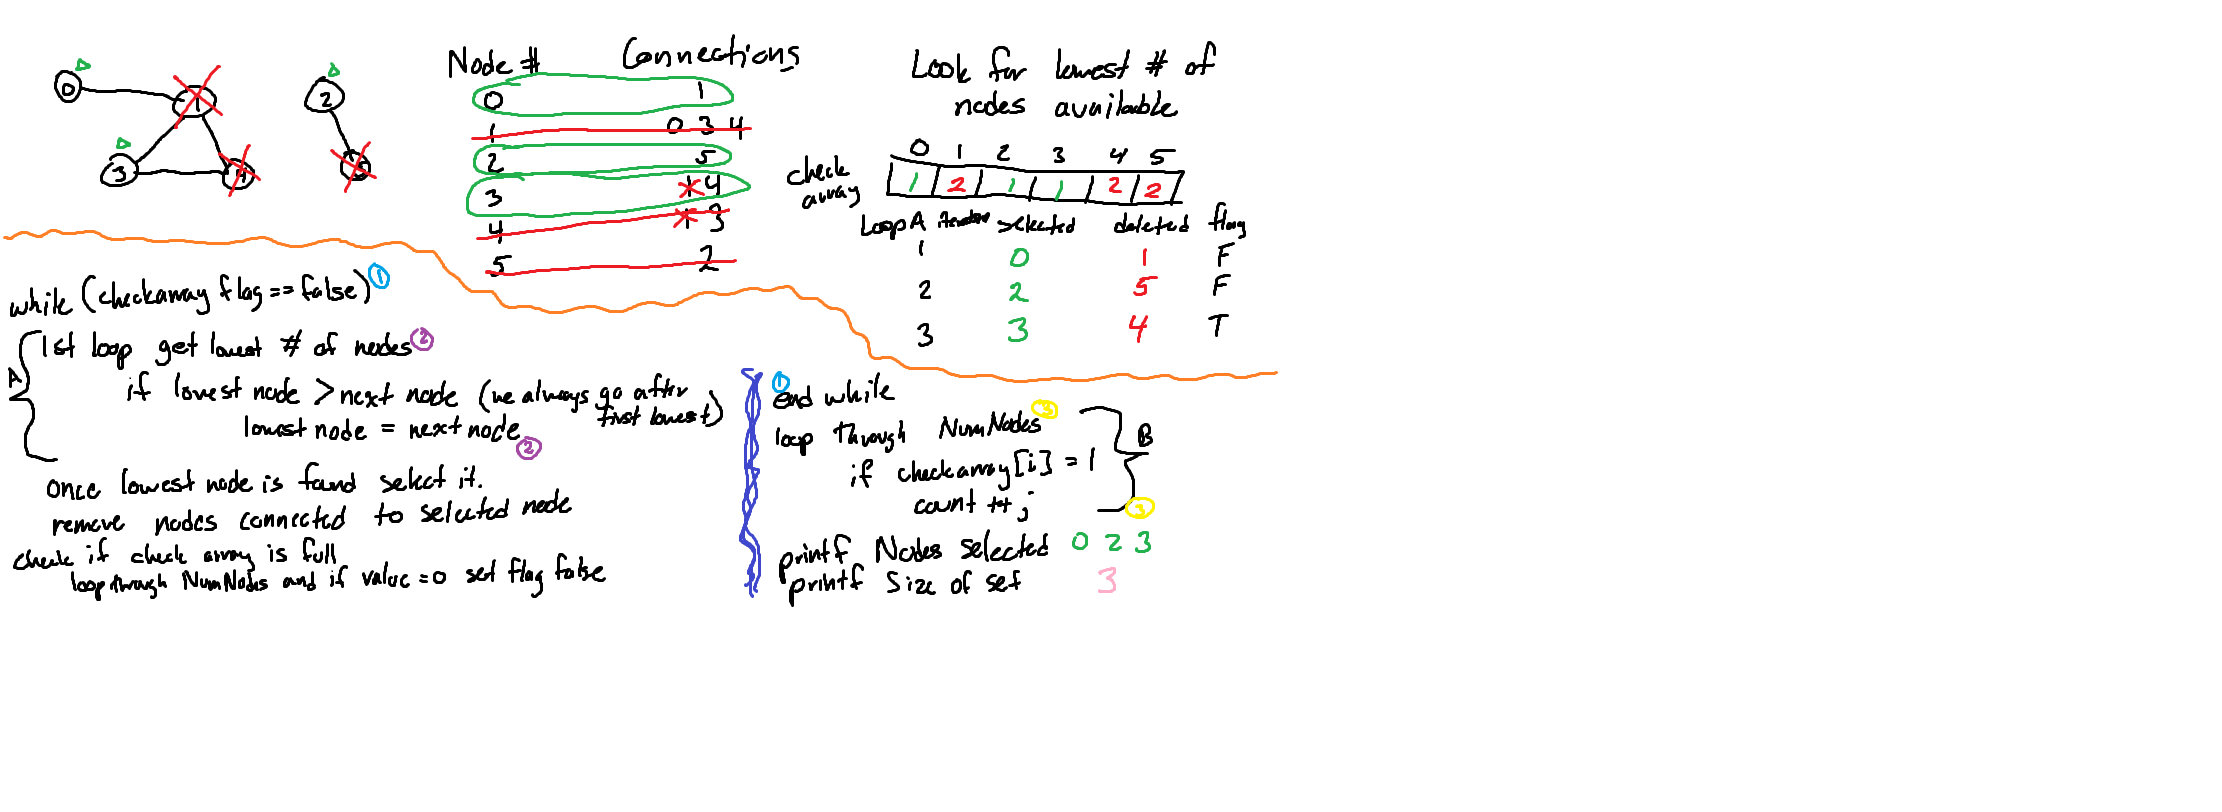 0
1
2
3
4
5
Node # Connections
0 1
1 0 3 4
2 5
3 1 4
4 1 3
5 2
Look for lowest # of
nodes available
check
array
0 1 2 3 4 5
1 2 1 1 2 2
Loop A iteration selected deleted flag
1 0 1 F
2 2 5 F
3 3 4 T
while (checkarray flag == false) 1
A
1st loop get lowest # of nodes 2
if lowest node > next node (we always go after
first lowest)
lowest node = next node 2
once lowest node is found select it.
remove nodes connected to selected node
check if check array is full
loop through NumNodes and if value = 0 set flag false
1
end while
loop through NumNodes 3
B
if checkarray[i] = 1
count ++;
3
printf Nodes selected 0 2 3
printf Size of set 3